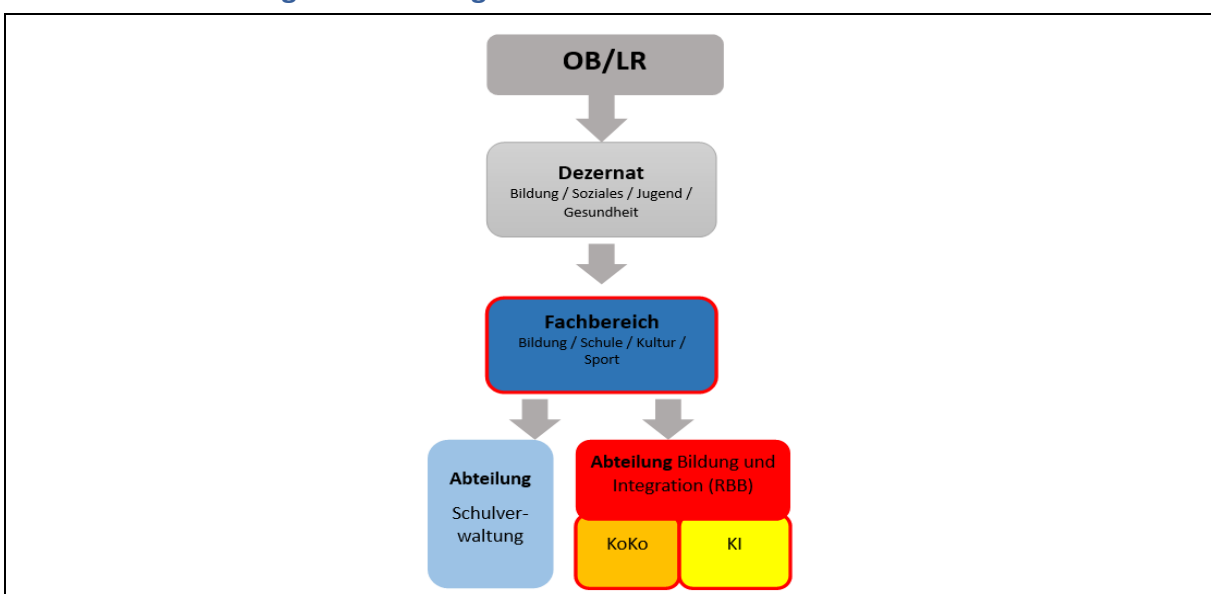 OB/LR
Dezernat
Bildung / Soziales / Jugend /
Gesundheit
Fachbereich
Bildung / Schule / Kultur /
Sport
Abteilung
Schulver-
waltung
Abteilung Bildung und
Integration (RBB)
KoKo
KI